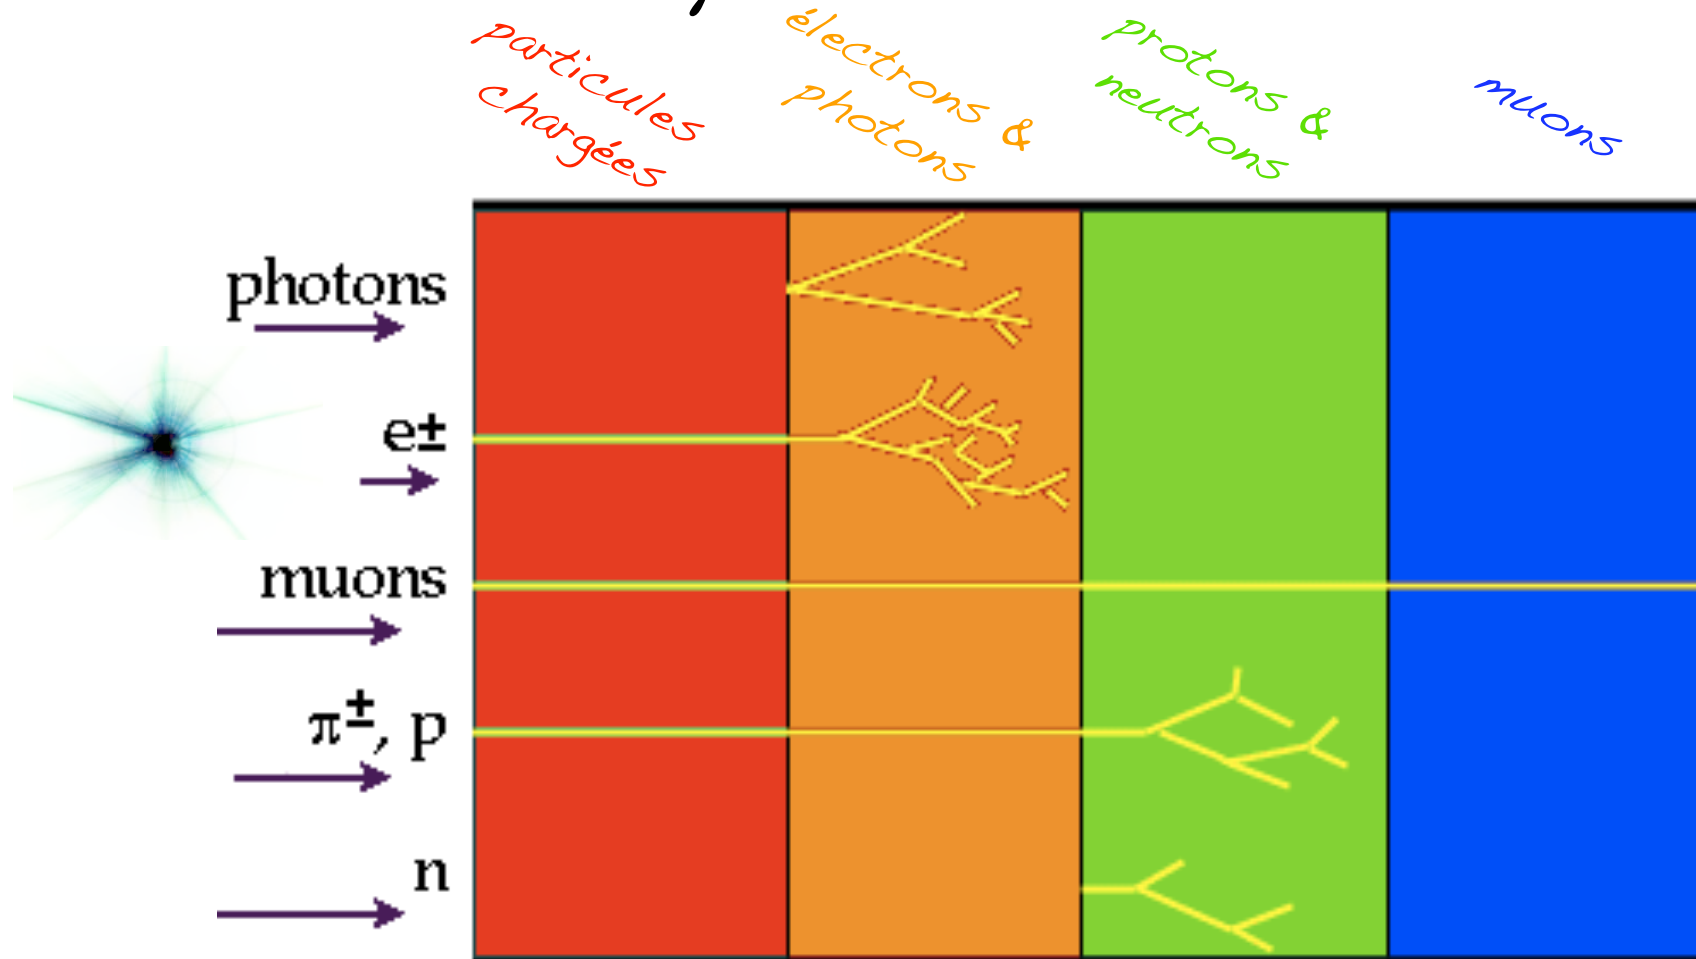 particules
chargées
électrons &
photons
protons &
neutrons
muons
photons
e±
muons
π±, p
n